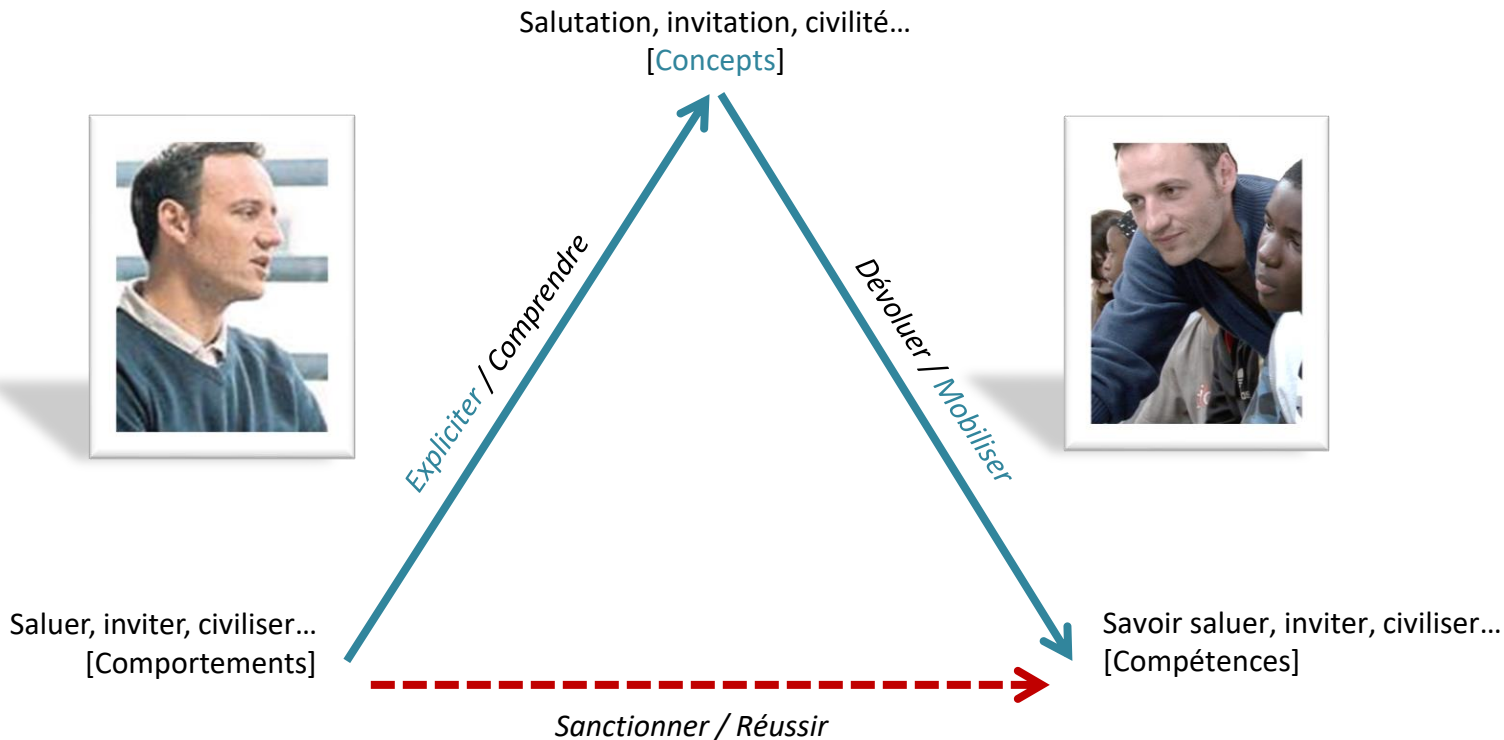 Salutation, invitation, civilité…
[Concepts]
Expliciter / Comprendre
Dévoluer / Mobiliser
Saluer, inviter, civiliser…
[Comportements]
Savoir saluer, inviter, civiliser…
[Compétences]
Sanctionner / Réussir